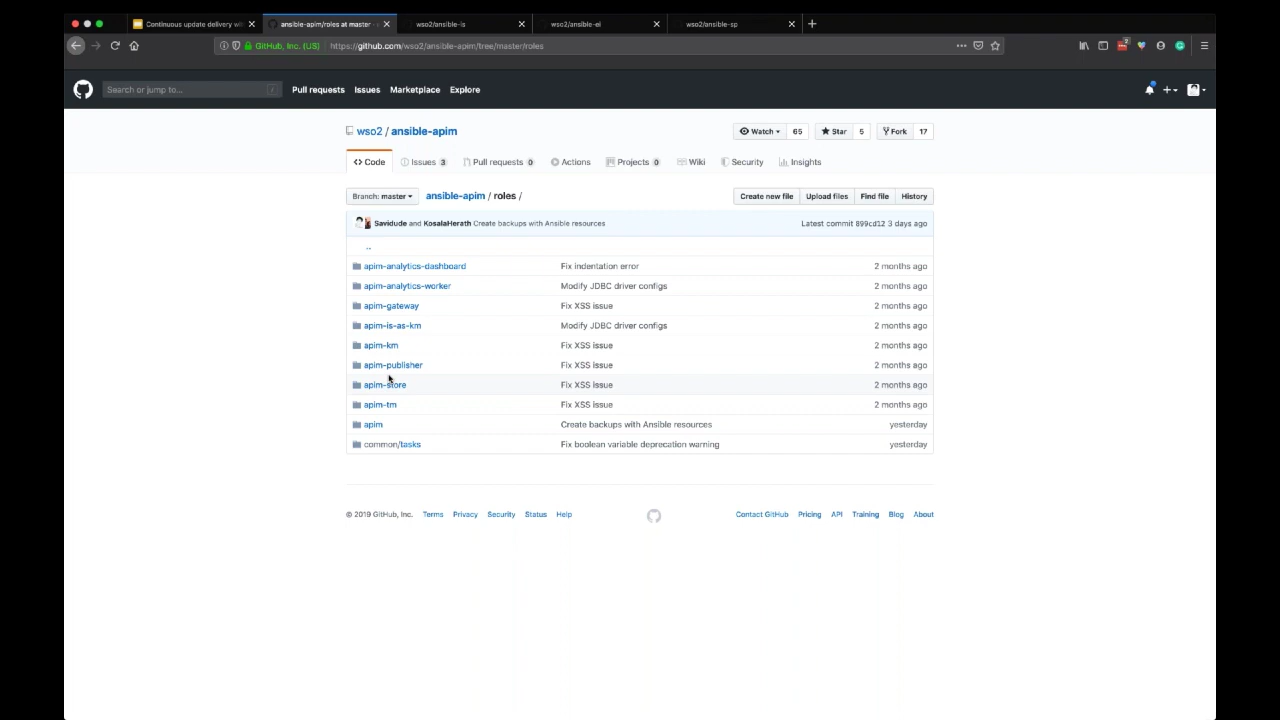 Continuous update delivery wi
ansible-apim/roles at master
wso2/ansible-is
wso2/ansible-ei
wso2/ansible-sp
GitHub, Inc. (US)
https://github.com/wso2/ansible-apim/tree/master/roles
Search or jump to...
/
Pull requests
Issues
Marketplace
Explore
wso2 / ansible-apim
Watch 65
Star 5
Fork 17
Code
Issues 3
Pull requests 0
Actions
Projects 0
Wiki
Security
Insights
Branch: master
ansible-apim / roles /
Create new file
Upload files
Find file
History
Savidude and KosalaHerath Create backups with Ansible resources
Latest commit 899cd12 3 days ago
..
apim-analytics-dashboard Fix indentation error 2 months ago
apim-analytics-worker Modify JDBC driver configs 2 months ago
apim-gateway Fix XSS issue 2 months ago
apim-is-as-km Modify JDBC driver configs 2 months ago
apim-km Fix XSS issue 2 months ago
apim-publisher Fix XSS issue 2 months ago
apim-store Fix XSS issue 2 months ago
apim-tm Fix XSS issue 2 months ago
apim Create backups with Ansible resources yesterday
common/tasks Fix boolean variable deprecation warning yesterday
© 2019 GitHub, Inc. Terms Privacy Security Status Help
Contact GitHub Pricing API Training Blog About